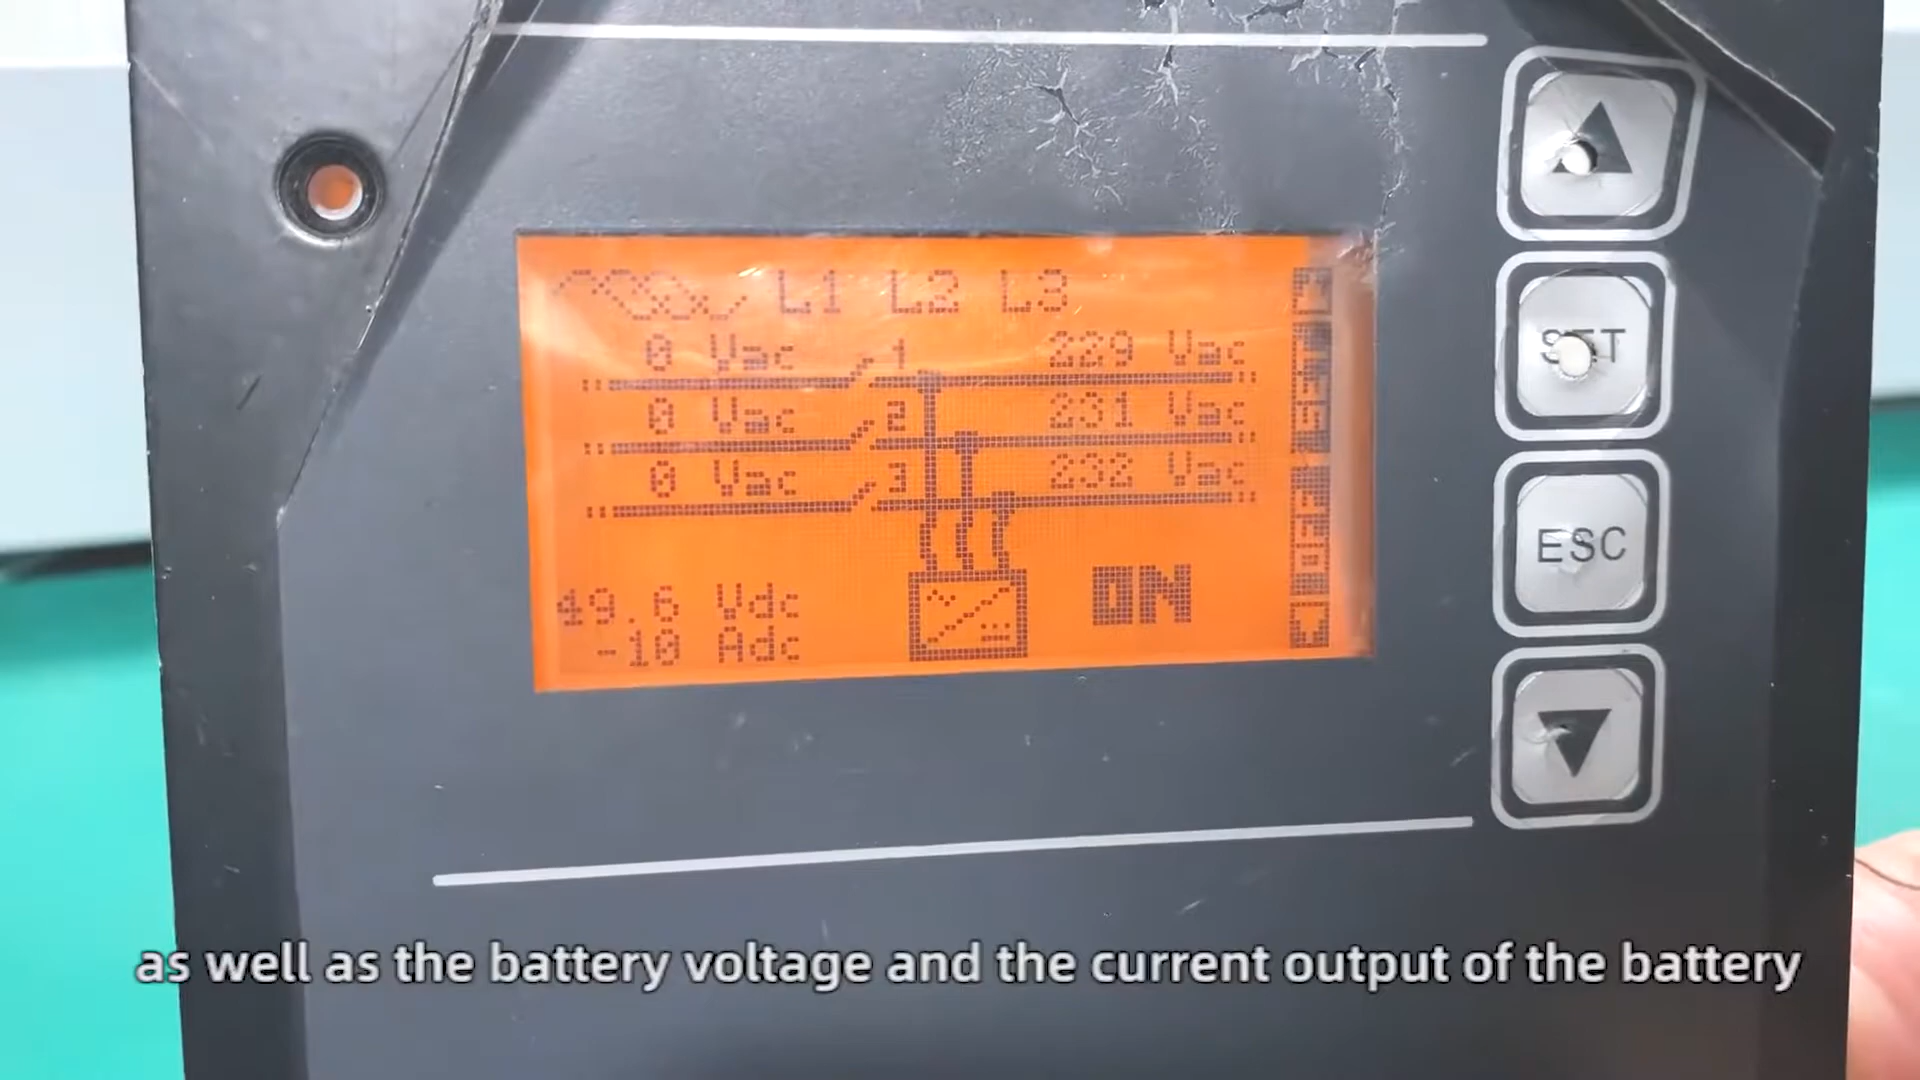 L1 L2 L3
0 Vac 1 229 Vac
0 Vac 2 231 Vac
0 Vac 3 232 Vac
49.6 Vdc
-10 Adc
ON
SET
ESC
as well as the battery voltage and the current output of the battery